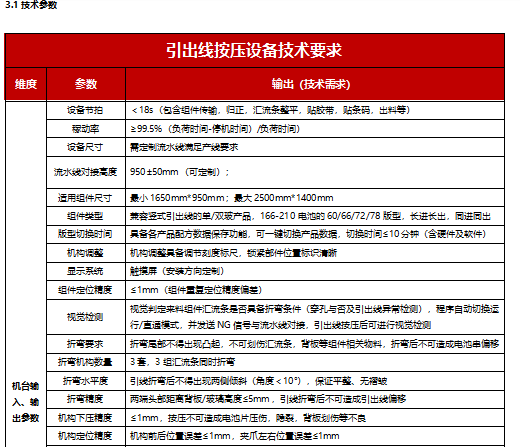 3.1 技术参数
引出线按压设备技术要求
维度 参数 输出（技术需求）
设备节拍 ＜18s（包含组件传输，归正，汇流条整平，贴胶带，贴条码，出料等）
稼动率 ≥99.5%（负荷时间-停机时间）/负荷时间）
设备尺寸 需定制流水线满足产线要求
流水线对接高度 950±50mm（可定制）；
适用组件尺寸 最小 1650mm*950mm；最大 2500mm*1400mm
组件类型 兼容竖式引出线的单/双玻产品，166-210 电池的 60/66/72/78 版型，长进长出，同进同出
版型切换时间 具备各产品配方数据保存功能，可一键切换产品数据，切换时间≤10 分钟（含硬件及软件）
机构调整 机构调整具备调节刻度标尺，锁紧部件位置标识清晰
显示系统 触摸屏（安装方向定制）
组件定位精度 ≤1mm（组件重复定位精度偏差）
视觉检测 视觉判定来料组件汇流条是否具备折弯条件（穿孔与否及引出线异常检测），程序自动切换运
行/直通模式，并发送 NG 信号与流水线对接，引出线按压后可进行视觉检测
折弯要求 折弯尾部不得出现凸起，不可划伤汇流条，背板等组件相关物料，折弯后不可造成电池串偏移
折弯机构数量 3 套，3 组汇流条同时折弯
机台输
入、输
出参数
折弯水平度 引线折弯后不得出现两侧倾斜（角度＜10°），保证平整、无褶皱
折弯精度 两端头部距离背板/玻璃高度≤5mm，引线折弯后不可造成引出线偏移
机构下压精度 ≤1mm，按压不可造成电池片压伤，隐裂，背板划伤等不良
机构定位精度 机构前后位置误差≤1mm，夹爪左右位置误差≤1mm